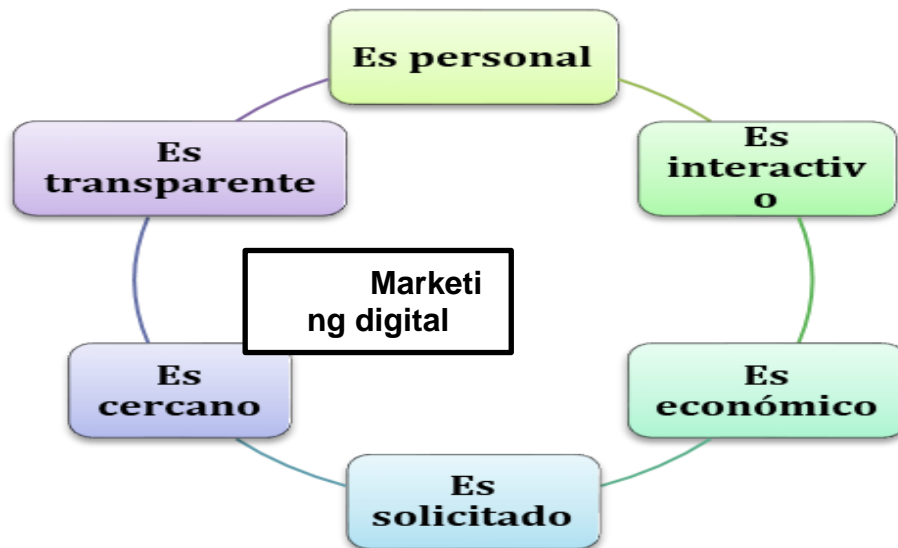 Es personal
Es
interactiv
o
Es
económico
Es
solicitado
Es
cercano
Es
transparente
Marketi
ng digital